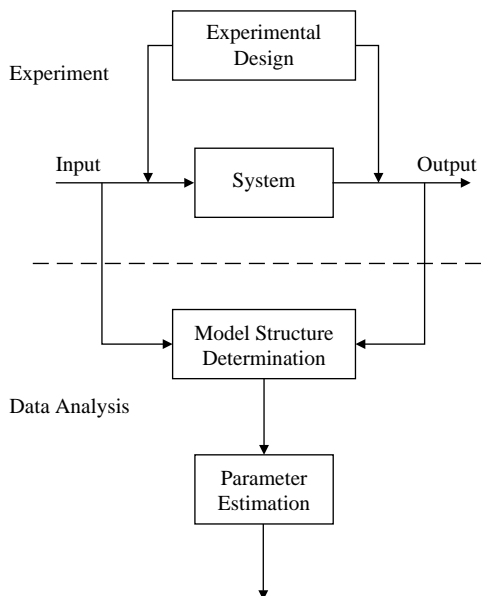 Experimental
Design
Experiment
Input
System
Output
Model Structure
Determination
Data Analysis
Parameter
Estimation